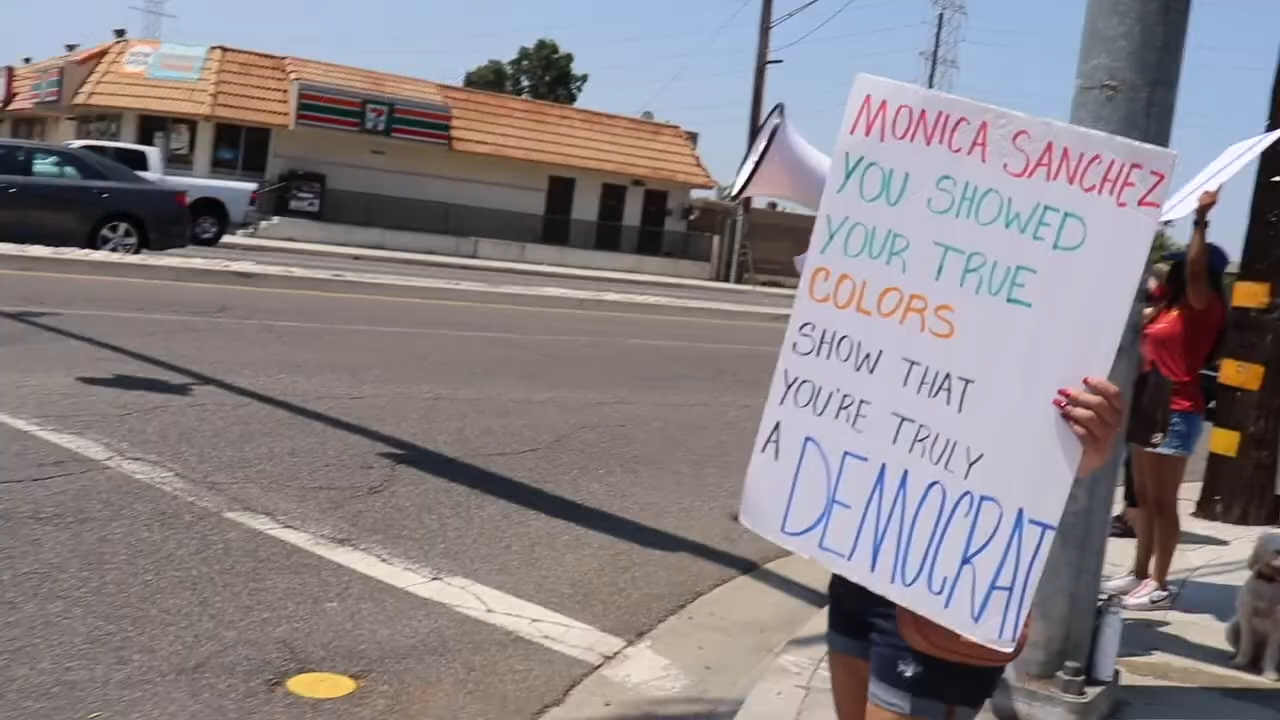 MONICA SANCHEZ
YOU SHOWED
YOUR TRUE
COLORS
SHOW THAT
YOU'RE TRULY
A DEMOCRAT
7